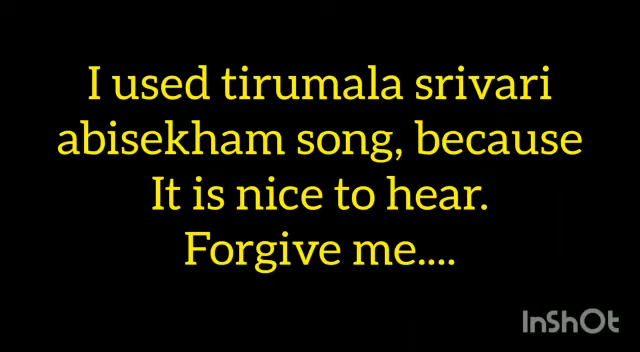 I used tirumala srivari
abisekham song, because
It is nice to hear.
Forgive me....
InShOt